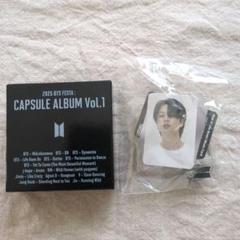 2025 BTS FESTA :
CAPSULE ALBUM Vol.1
BTS - Mikrokosmos BTS - ON BTS - Dynamite
BTS - Life Goes On BTS - Butter BTS - Permission to Dance
BTS - Yet To Come (The Most Beautiful Moment)
j-hope - Arson RM - Wild Flower (with youjeen)
Jimin - Like Crazy Agust D - Haegeum V - Slow Dancing
Jung Kook - Standing Next to You Jin - Running Wild